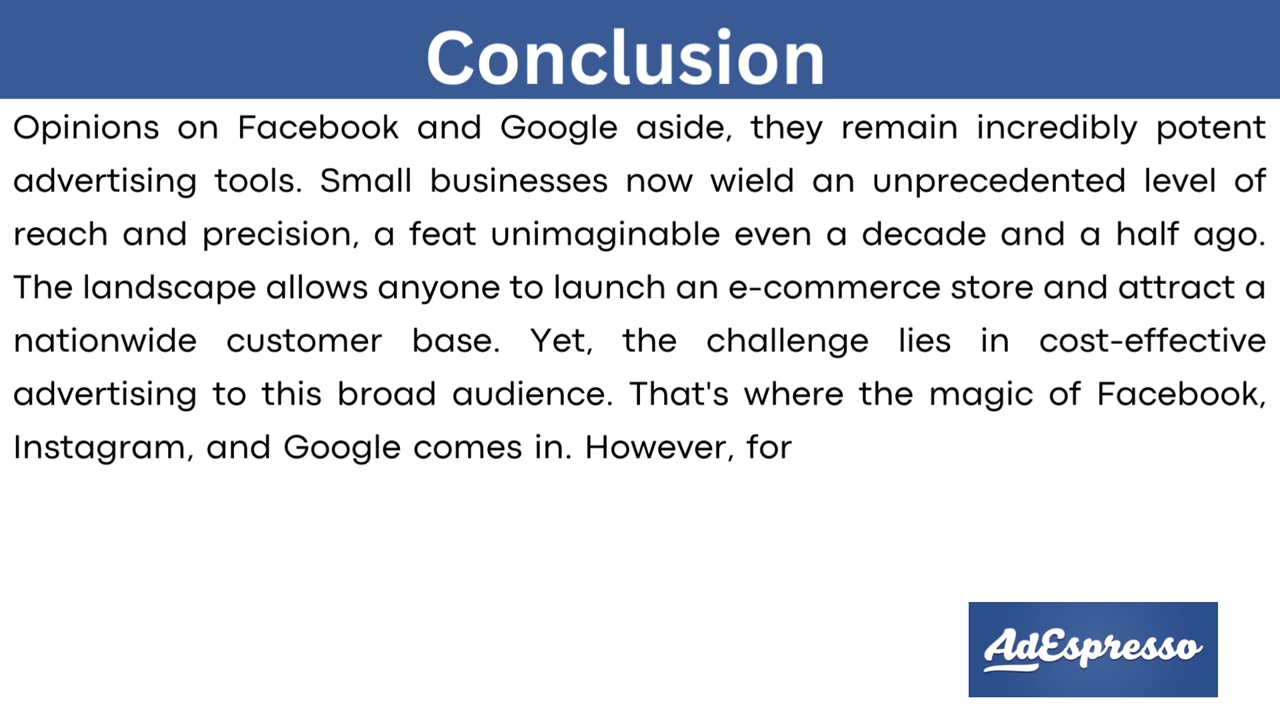 Conclusion
Opinions on Facebook and Google aside, they remain incredibly potent
advertising tools. Small businesses now wield an unprecedented level of
reach and precision, a feat unimaginable even a decade and a half ago.
The landscape allows anyone to launch an e-commerce store and attract a
nationwide customer base. Yet, the challenge lies in cost-effective
advertising to this broad audience. That's where the magic of Facebook,
Instagram, and Google comes in. However, for
AdEspresso